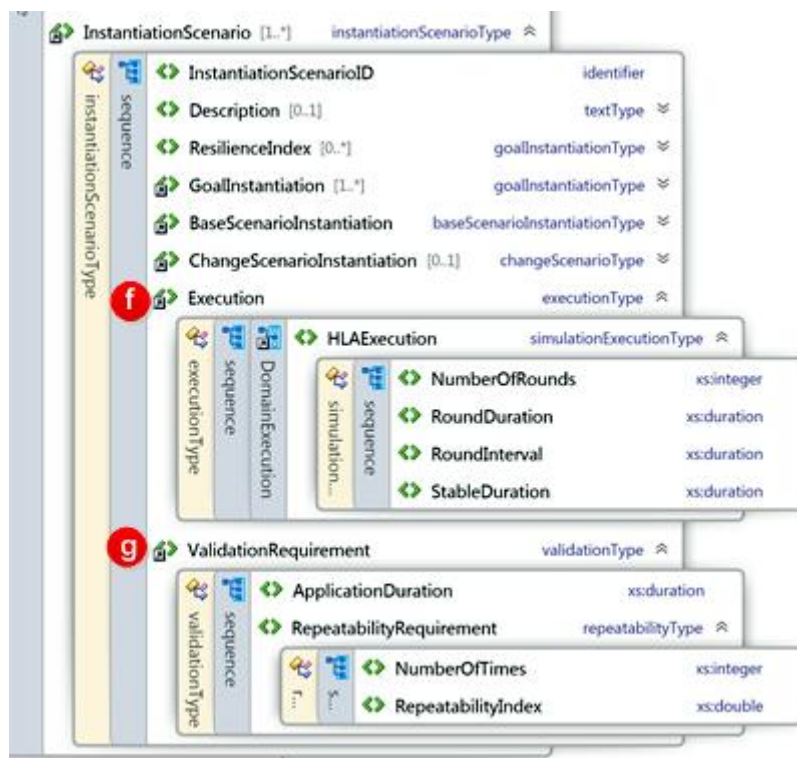 InstantiationScenario [1..*] instantiationScenarioType
instantiationScenarioType
sequence
InstantiationScenarioID identifier
Description [0..1] textType
ResilienceIndex [0..*] goalInstantiationType
GoalInstantiation [1..*] goalInstantiationType
BaseScenarioInstantiation baseScenarioInstantiationType
ChangeScenarioInstantiation [0..1] changeScenarioType
f Execution executionType
executionType
sequence
DomainExecution
HLAExecution simulationExecutionType
simulation...
sequence
NumberOfRounds xs:integer
RoundDuration xs:duration
RoundInterval xs:duration
StableDuration xs:duration
g ValidationRequirement validationType
validationType
sequence
ApplicationDuration xs:duration
RepeatabilityRequirement repeatabilityType
r...
s...
NumberOfTimes xs:integer
RepeatabilityIndex xs:double